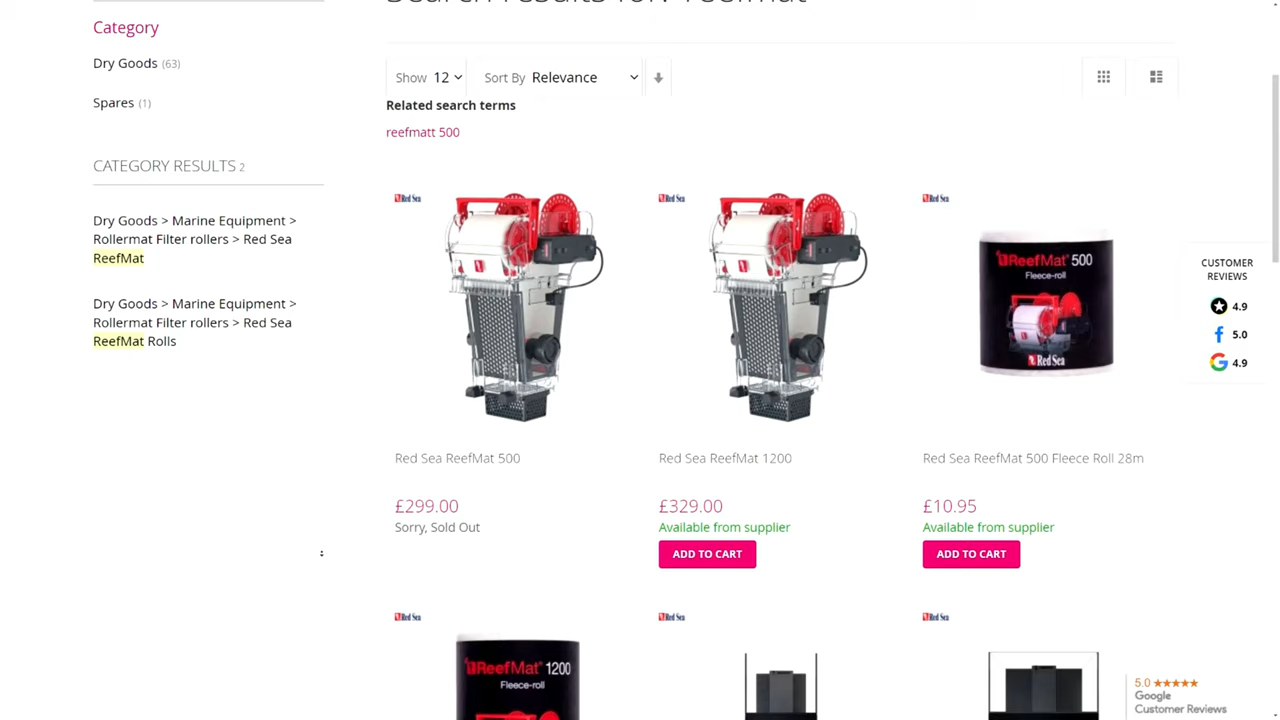 Search results for: 'reefmat'
Category
Dry Goods (63)
Spares (1)
CATEGORY RESULTS 2
Dry Goods > Marine Equipment >
Rollermat Filter rollers > Red Sea
ReefMat
Dry Goods > Marine Equipment >
Rollermat Filter rollers > Red Sea
ReefMat Rolls
Show 12
Sort By Relevance
Related search terms
reefmatt 500
Red Sea
Red Sea
Red Sea
ReefMat® 500
Fleece-roll
Red Sea
Red Sea ReefMat 500
Red Sea ReefMat 1200
Red Sea ReefMat 500 Fleece Roll 28m
£299.00
£329.00
£10.95
Sorry, Sold Out
Available from supplier
Available from supplier
ADD TO CART
ADD TO CART
Red Sea
Red Sea
Red Sea
ReefMat® 1200
Fleece-roll
CUSTOMER
REVIEWS
4.9
5.0
4.9
5.0 ★★★★★
Google
Customer Reviews